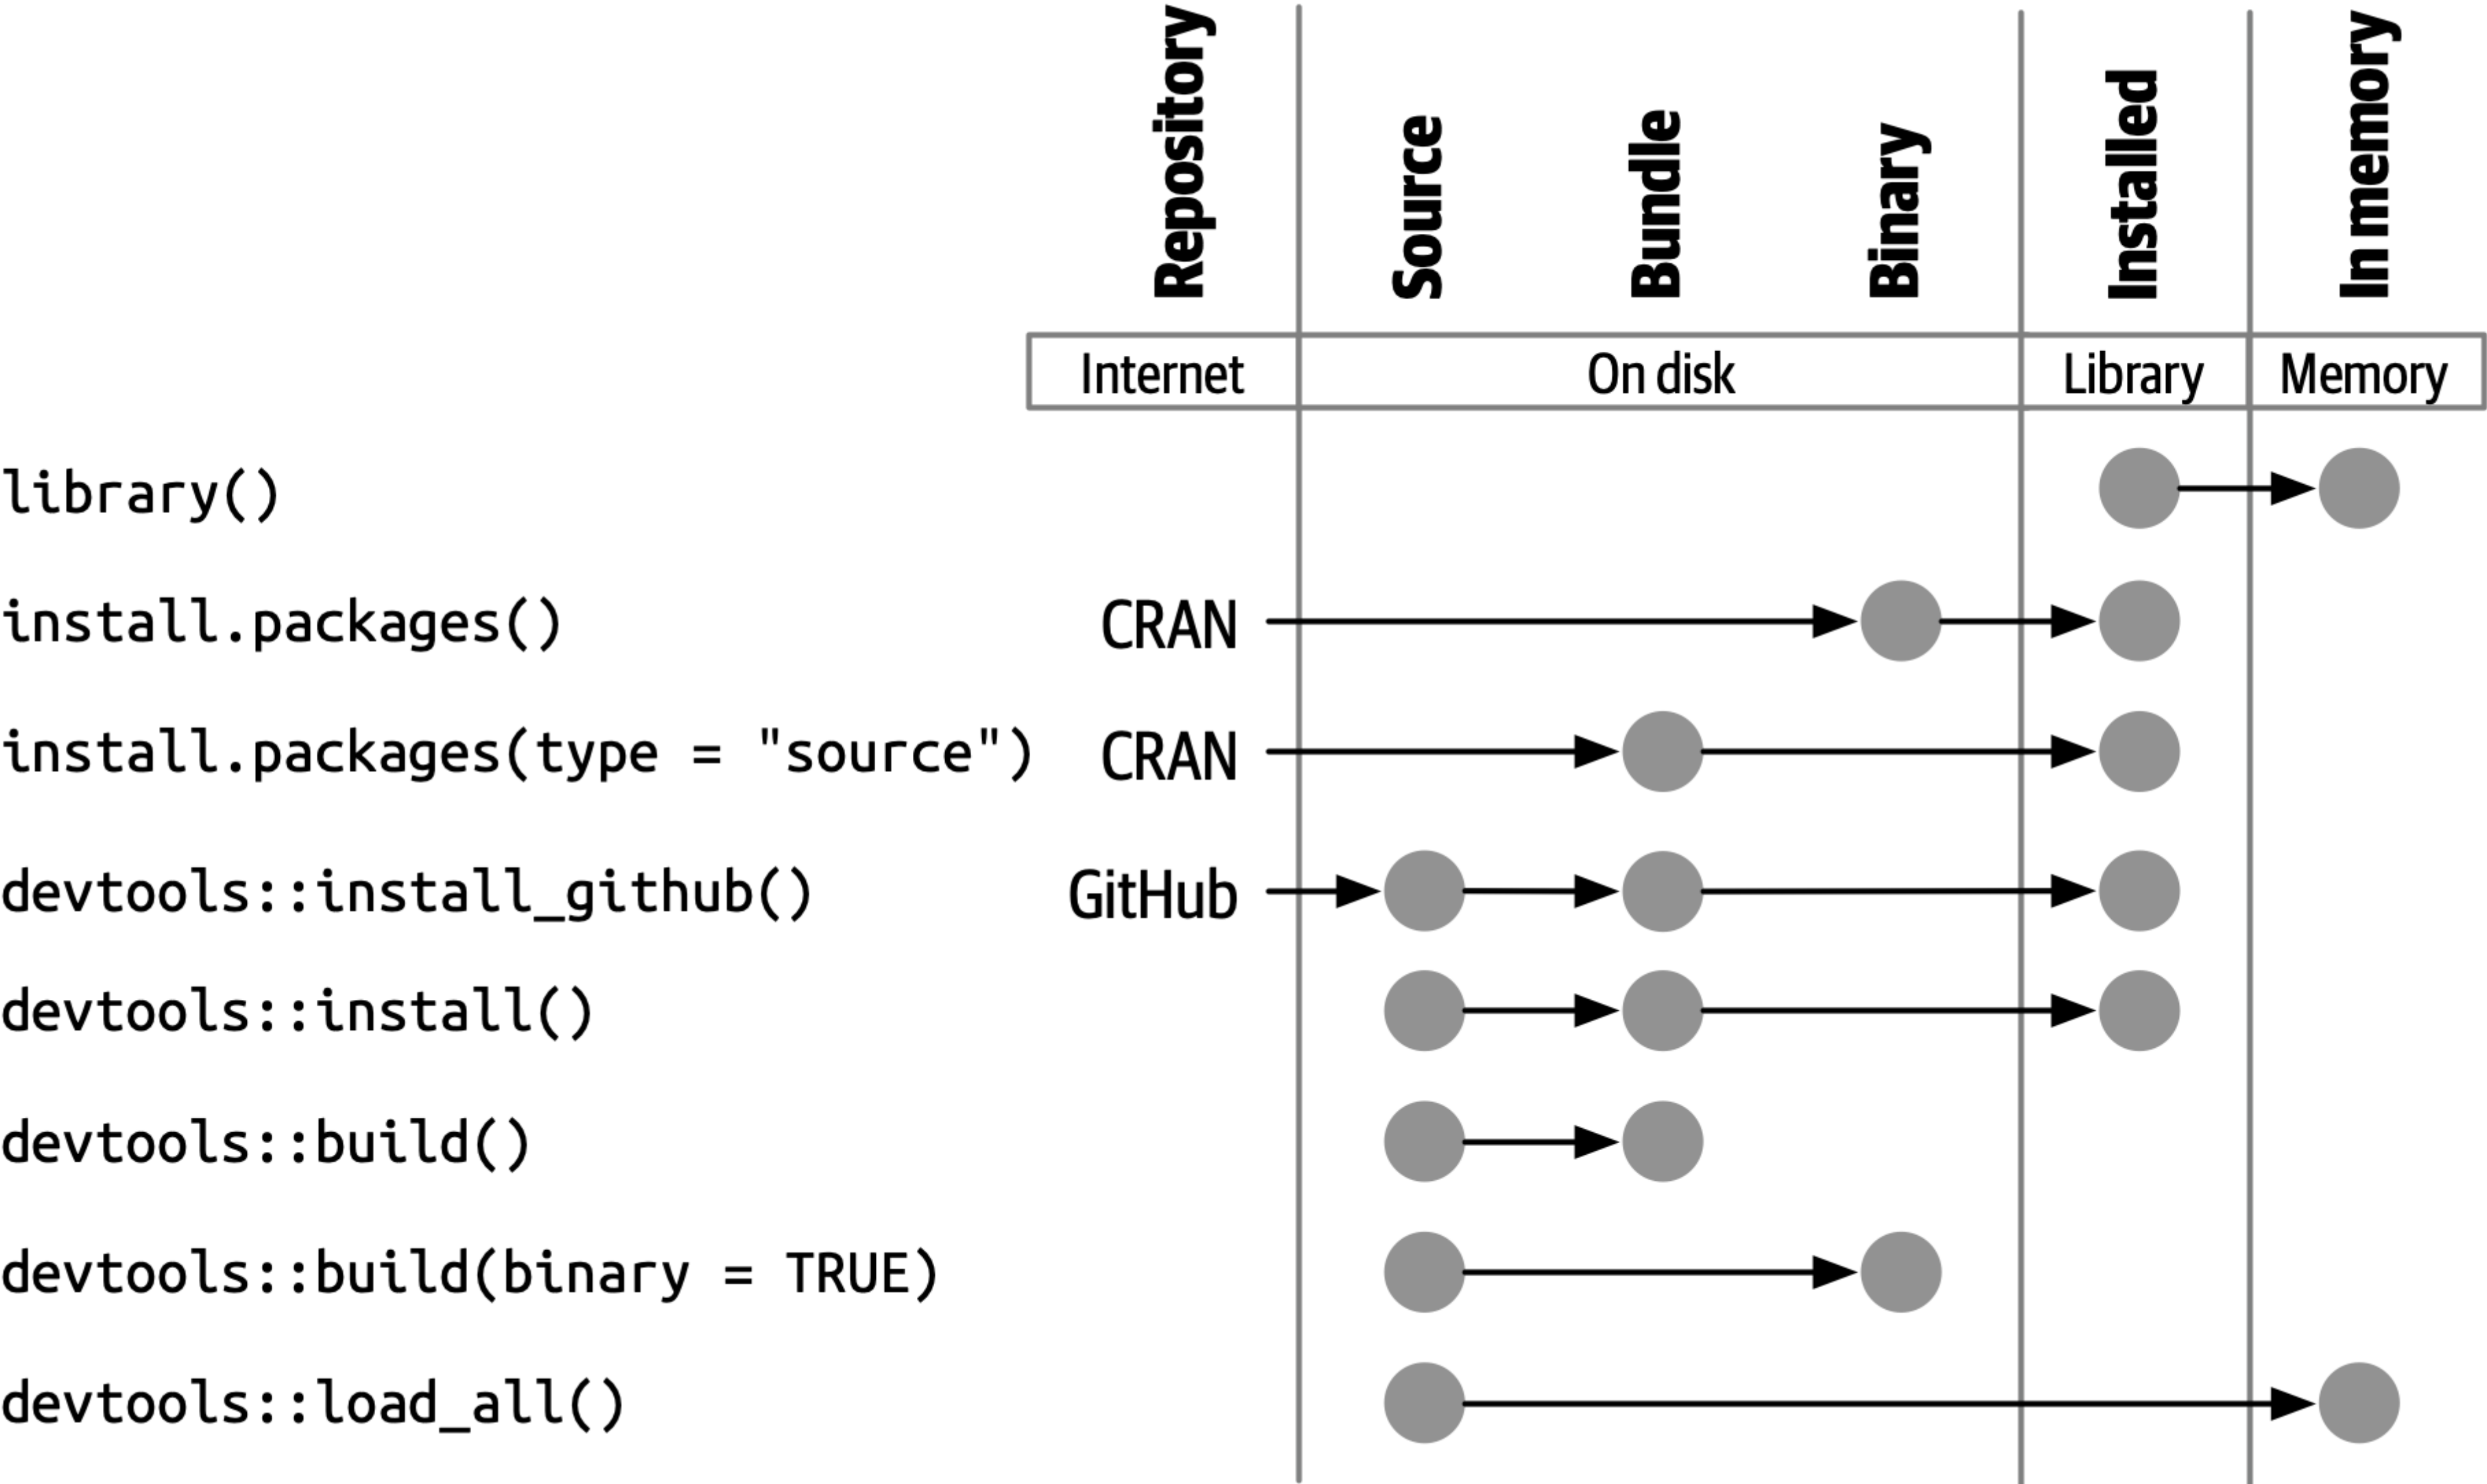 Repository
Source
Bundle
Binary
Installed
In memory
Internet
On disk
Library
Memory
library()
install.packages()
CRAN
install.packages(type = "source")
CRAN
devtools::install_github()
GitHub
devtools::install()
devtools::build()
devtools::build(binary = TRUE)
devtools::load_all()